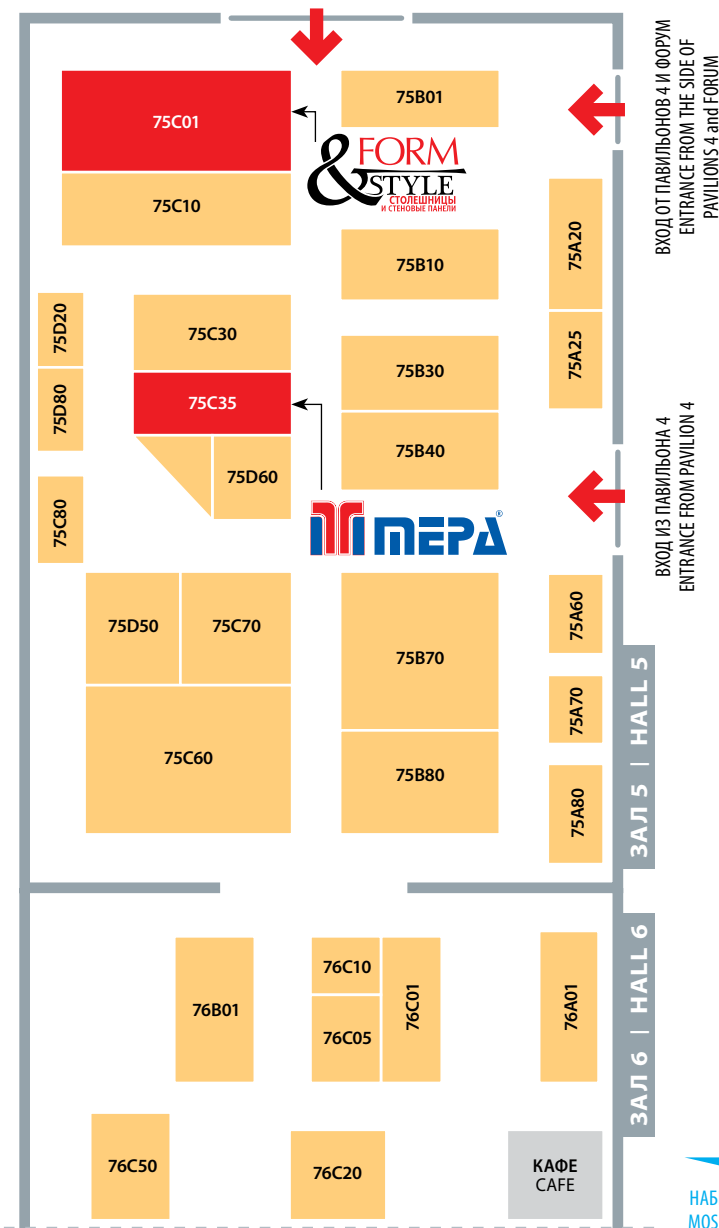 75C01
75B01
FORM
&
STYLE
СТОЛЕШНИЦЫ
И СТЕНОВЫЕ ПАНЕЛИ
75C10
75A20
75B10
75D20
75C30
75A25
75B30
75D80
75C35
75B40
75D60
75C80
ТЕРА®
75D50
75C70
75B70
75A60
75A70
75C60
75B80
75A80
ВХОД ОТ ПАВИЛЬОНОВ 4 И ФОРУМ
ENTRANCE FROM THE SIDE OF
PAVILIONS 4 and FORUM
ВХОД ИЗ ПАВИЛЬОНА 4
ENTRANCE FROM PAVILION 4
ЗАЛ 5 | HALL 5
76B01
76C10
76C05
76C01
76A01
ЗАЛ 6 | HALL 6
76C50
76C20
КАФЕ
CAFE
НАБ
MOS